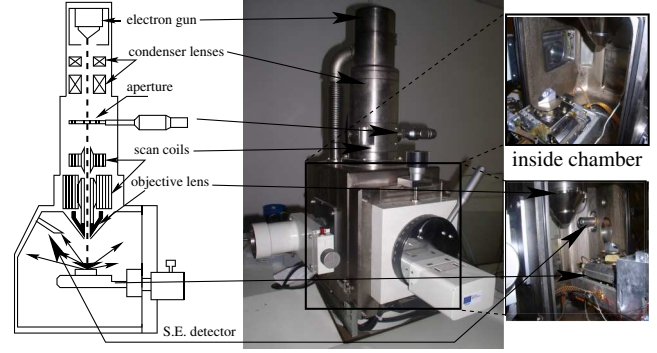 electron gun
condenser lenses
aperture
scan coils
objective lens
S.E. detector
inside chamber